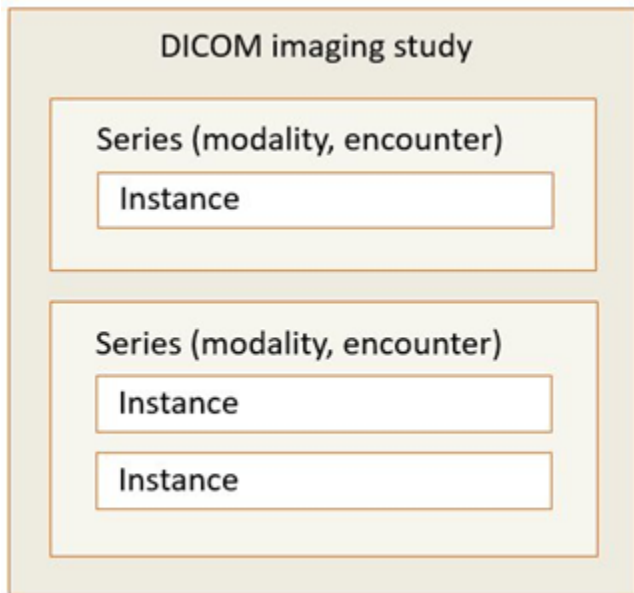 DICOM imaging study
Series (modality, encounter)
Instance
Series (modality, encounter)
Instance
Instance